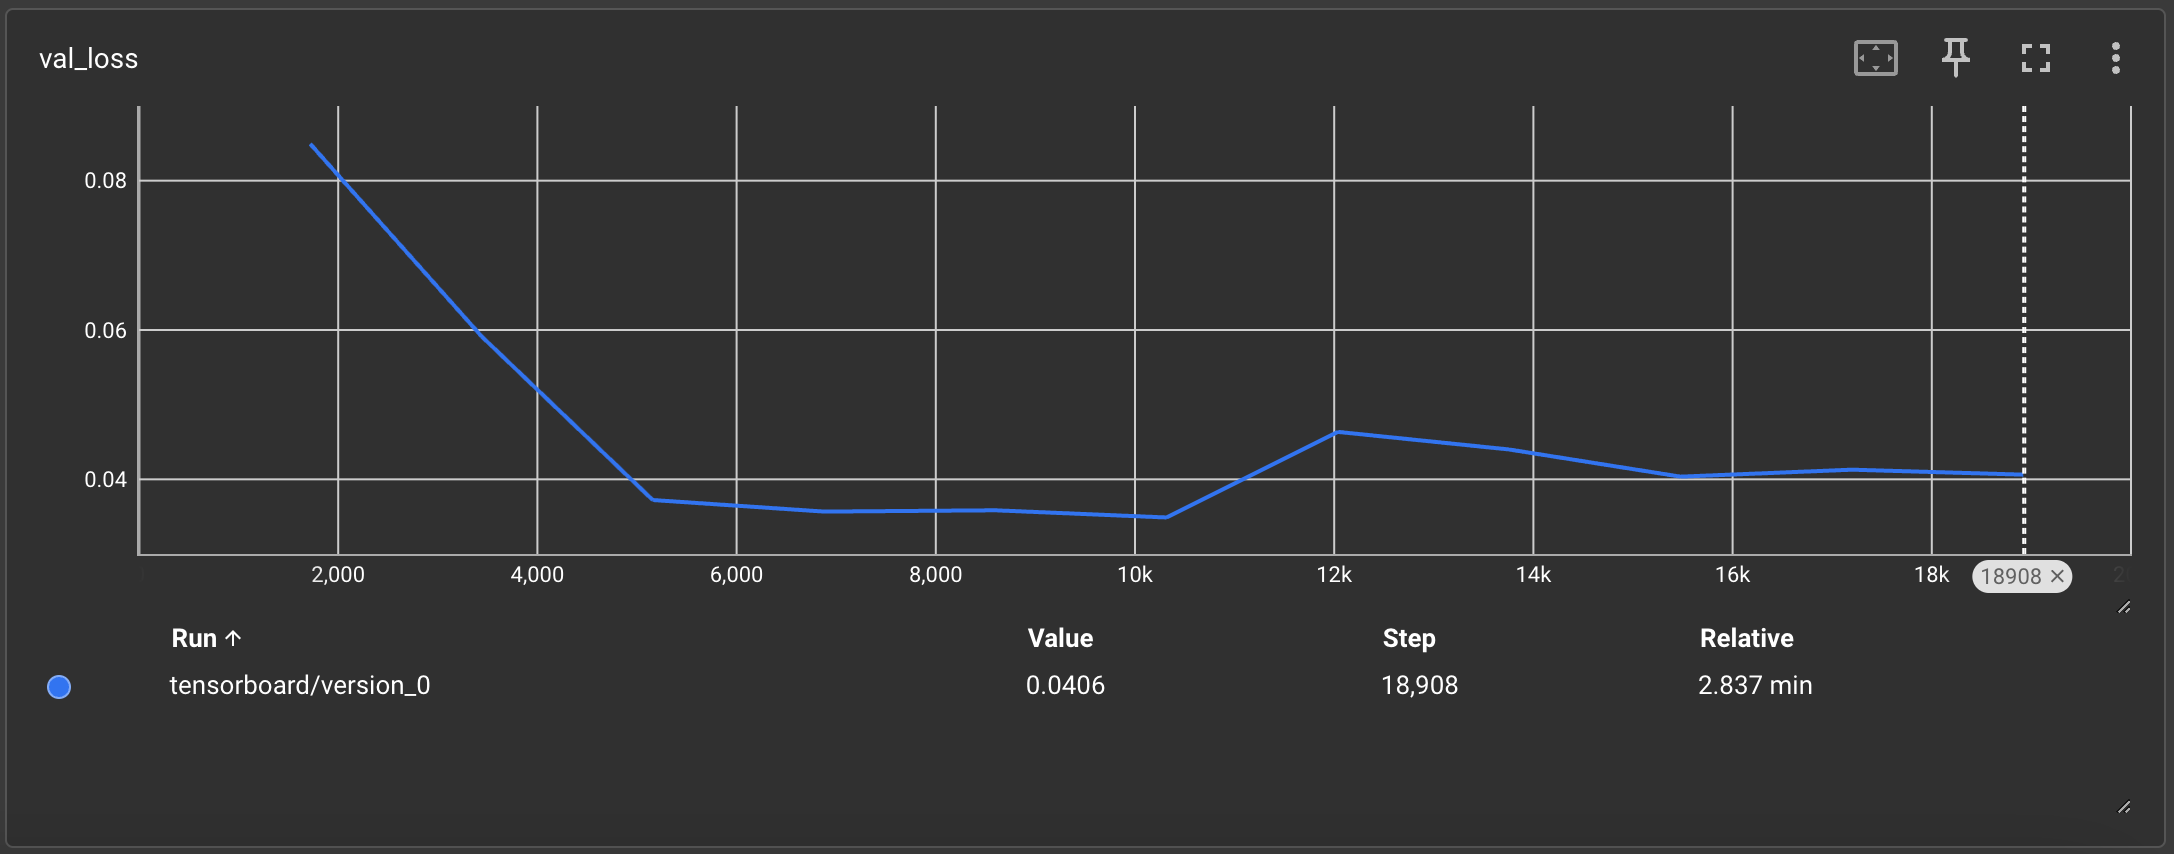 val_loss
0.08
0.06
0.04
2,000 4,000 6,000 8,000 10k 12k 14k 16k 18k 18908 ×
Run ↑ Value Step Relative
tensorboard/version_0 0.0406 18,908 2.837 min